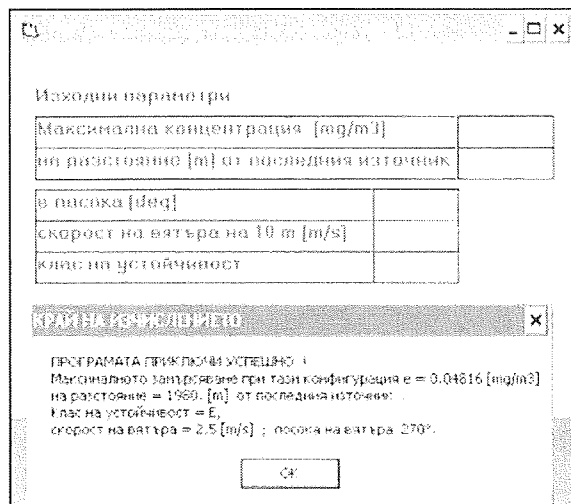 Изходни параметри
Максимална концентрация [mg/m3]
на разстояние [m] от последния източник
в посока [deg]
скорост на вятъра на 10 m [m/s]
клас на устойчивост
КРАЙ НА ИЗЧИСЛЕНИЕТО
ПРОГРАМАТА ПРИКЛЮЧИ УСПЕШНО !
Максималното замърсяване при тази конфигурация е = 0.04816 [mg/m3]
на разстояние = 1980. [m] от последния източник .
Клас на устойчивост = E,
скорост на вятъра = 2.5 [m/s] ; посока на вятъра 270°.
OK